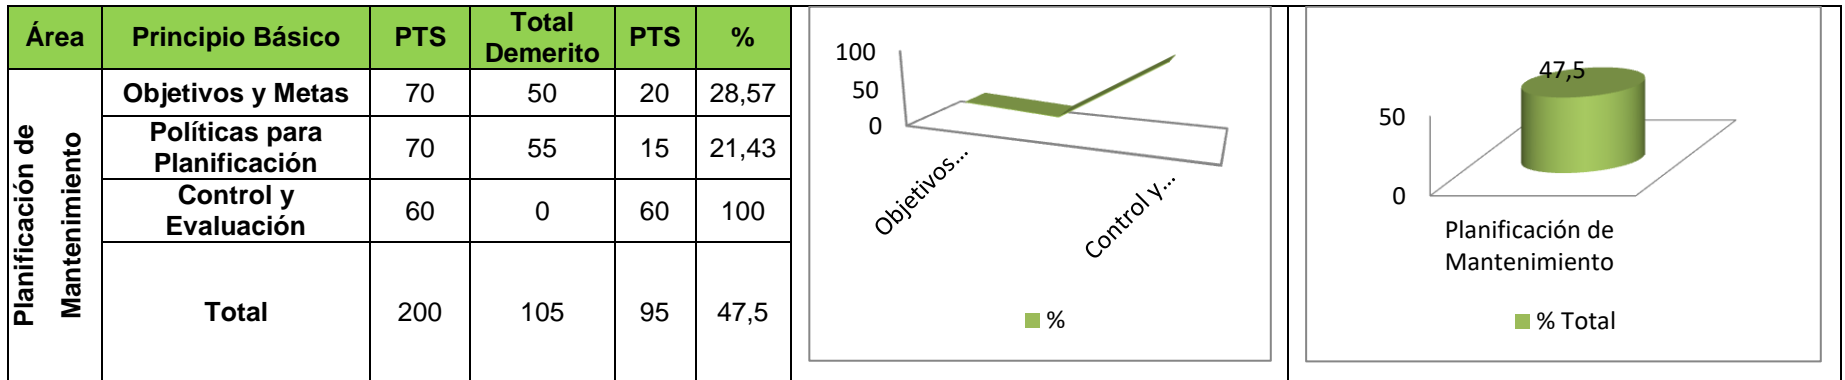 Área Principio Básico PTS Total Demerito PTS %
Planificación de Mantenimiento
Objetivos y Metas 70 50 20 28,57
Políticas para Planificación 70 55 15 21,43
Control y Evaluación 60 0 60 100
Total 200 105 95 47,5
100
50
0
Objetivos...
Control y...
%
47,5
50
0
Planificación de
Mantenimiento
% Total